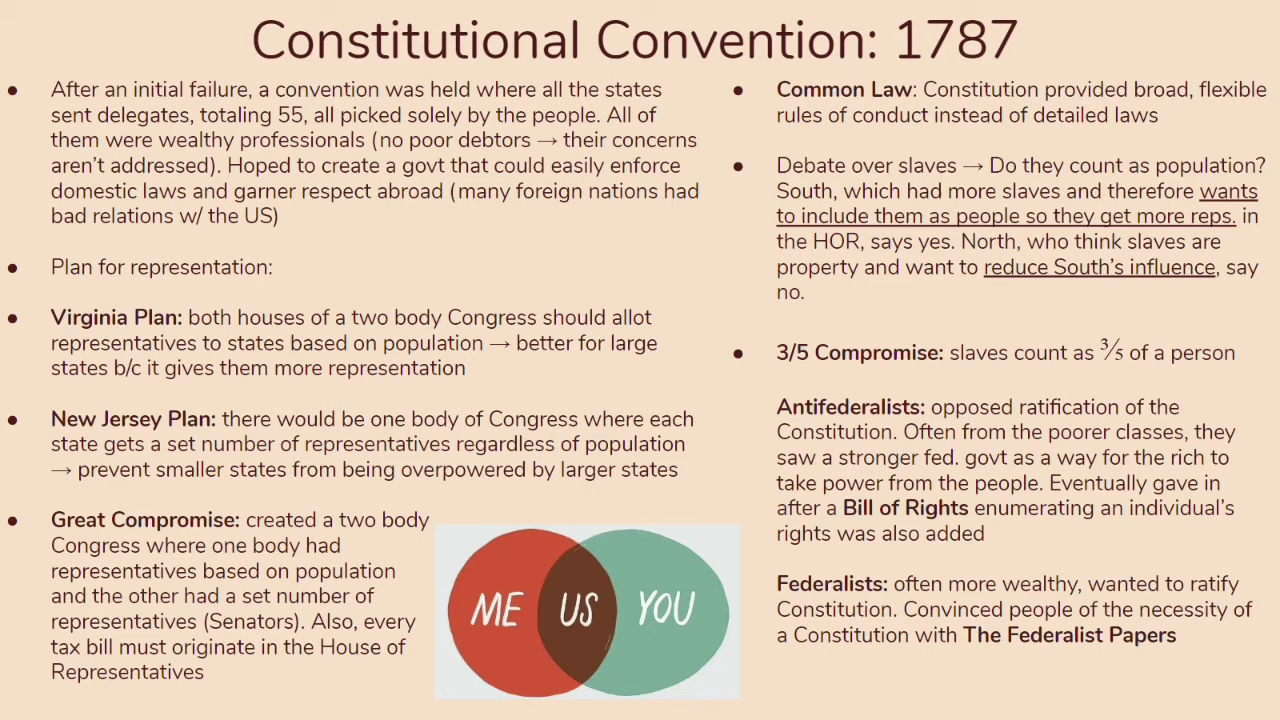 Constitutional Convention: 1787
● After an initial failure, a convention was held where all the states
sent delegates, totaling 55, all picked solely by the people. All of
them were wealthy professionals (no poor debtors → their concerns
aren't addressed). Hoped to create a govt that could easily enforce
domestic laws and garner respect abroad (many foreign nations had
bad relations w/ the US)
● Plan for representation:
● Virginia Plan: both houses of a two body Congress should allot
representatives to states based on population → better for large
states b/c it gives them more representation
● New Jersey Plan: there would be one body of Congress where each
state gets a set number of representatives regardless of population
→ prevent smaller states from being overpowered by larger states
● Great Compromise: created a two body
Congress where one body had
representatives based on population
and the other had a set number of
representatives (Senators). Also, every
tax bill must originate in the House of
Representatives
ME US YOU
● Common Law: Constitution provided broad, flexible
rules of conduct instead of detailed laws
● Debate over slaves → Do they count as population?
South, which had more slaves and therefore wants
to include them as people so they get more reps. in
the HOR, says yes. North, who think slaves are
property and want to reduce South's influence, say
no.
● 3/5 Compromise: slaves count as ⅗ of a person
Antifederalists: opposed ratification of the
Constitution. Often from the poorer classes, they
saw a stronger fed. govt as a way for the rich to
take power from the people. Eventually gave in
after a Bill of Rights enumerating an individual's
rights was also added
Federalists: often more wealthy, wanted to ratify
Constitution. Convinced people of the necessity of
a Constitution with The Federalist Papers